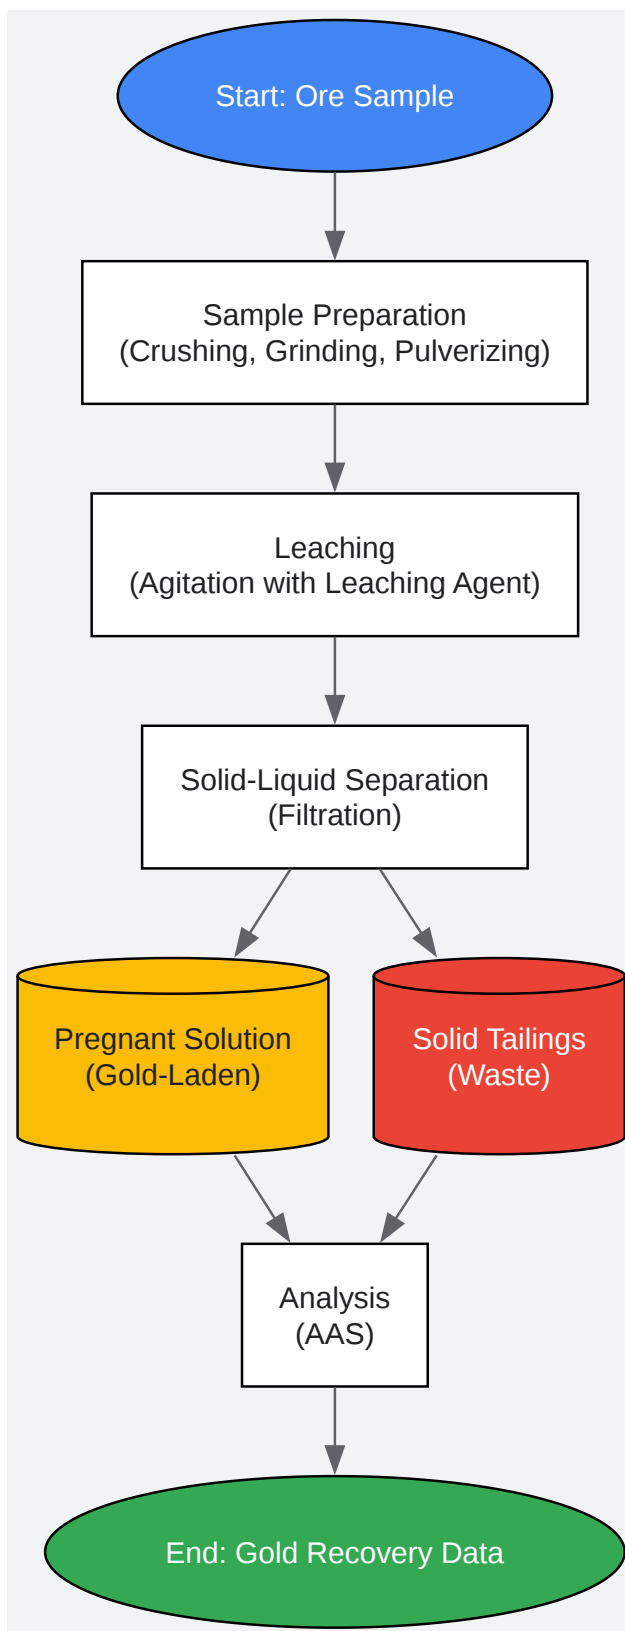 Start: Ore Sample
Sample Preparation
(Crushing, Grinding, Pulverizing)
Leaching
(Agitation with Leaching Agent)
Solid-Liquid Separation
(Filtration)
Pregnant Solution
(Gold-Laden)
Solid Tailings
(Waste)
Analysis
(AAS)
End: Gold Recovery Data